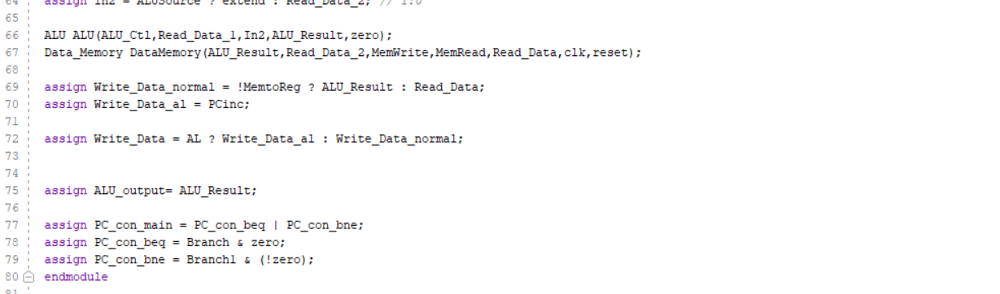 64 assign In2 = ALUSource ? extend : Read_Data_2; // 1:0
65
66 ALU ALU(ALU_Ctl,Read_Data_1,In2,ALU_Result,zero);
67 Data_Memory DataMemory(ALU_Result,Read_Data_2,MemWrite,MemRead,Read_Data,clk,reset);
68
69 assign Write_Data_normal = !MemtoReg ? ALU_Result : Read_Data;
70 assign Write_Data_al = PCinc;
71
72 assign Write_Data = AL ? Write_Data_al : Write_Data_normal;
73
74
75 assign ALU_output= ALU_Result;
76
77 assign PC_con_main = PC_con_beq | PC_con_bne;
78 assign PC_con_beq = Branch & zero;
79 assign PC_con_bne = Branch1 & (!zero);
80 endmodule
81